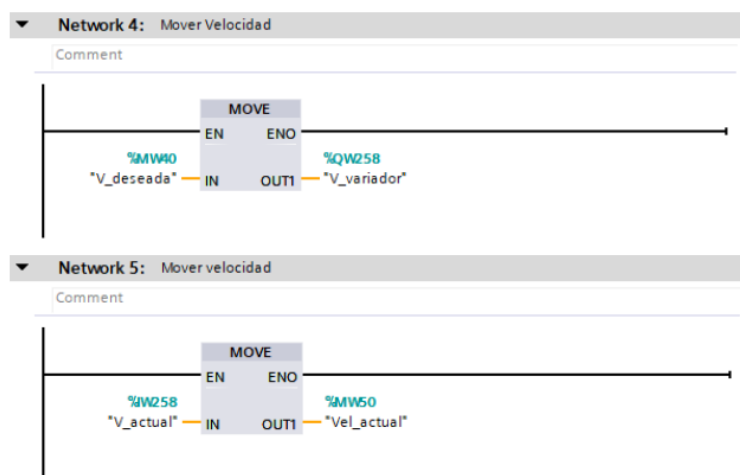 Network 4: Mover Velocidad
Comment
MOVE
EN ENO
%MW40 %QW258
"V_deseada" IN OUT1 "V_variador"
Network 5: Mover velocidad
Comment
MOVE
EN ENO
%IW258 %MW50
"V_actual" IN OUT1 "Vel_actual"